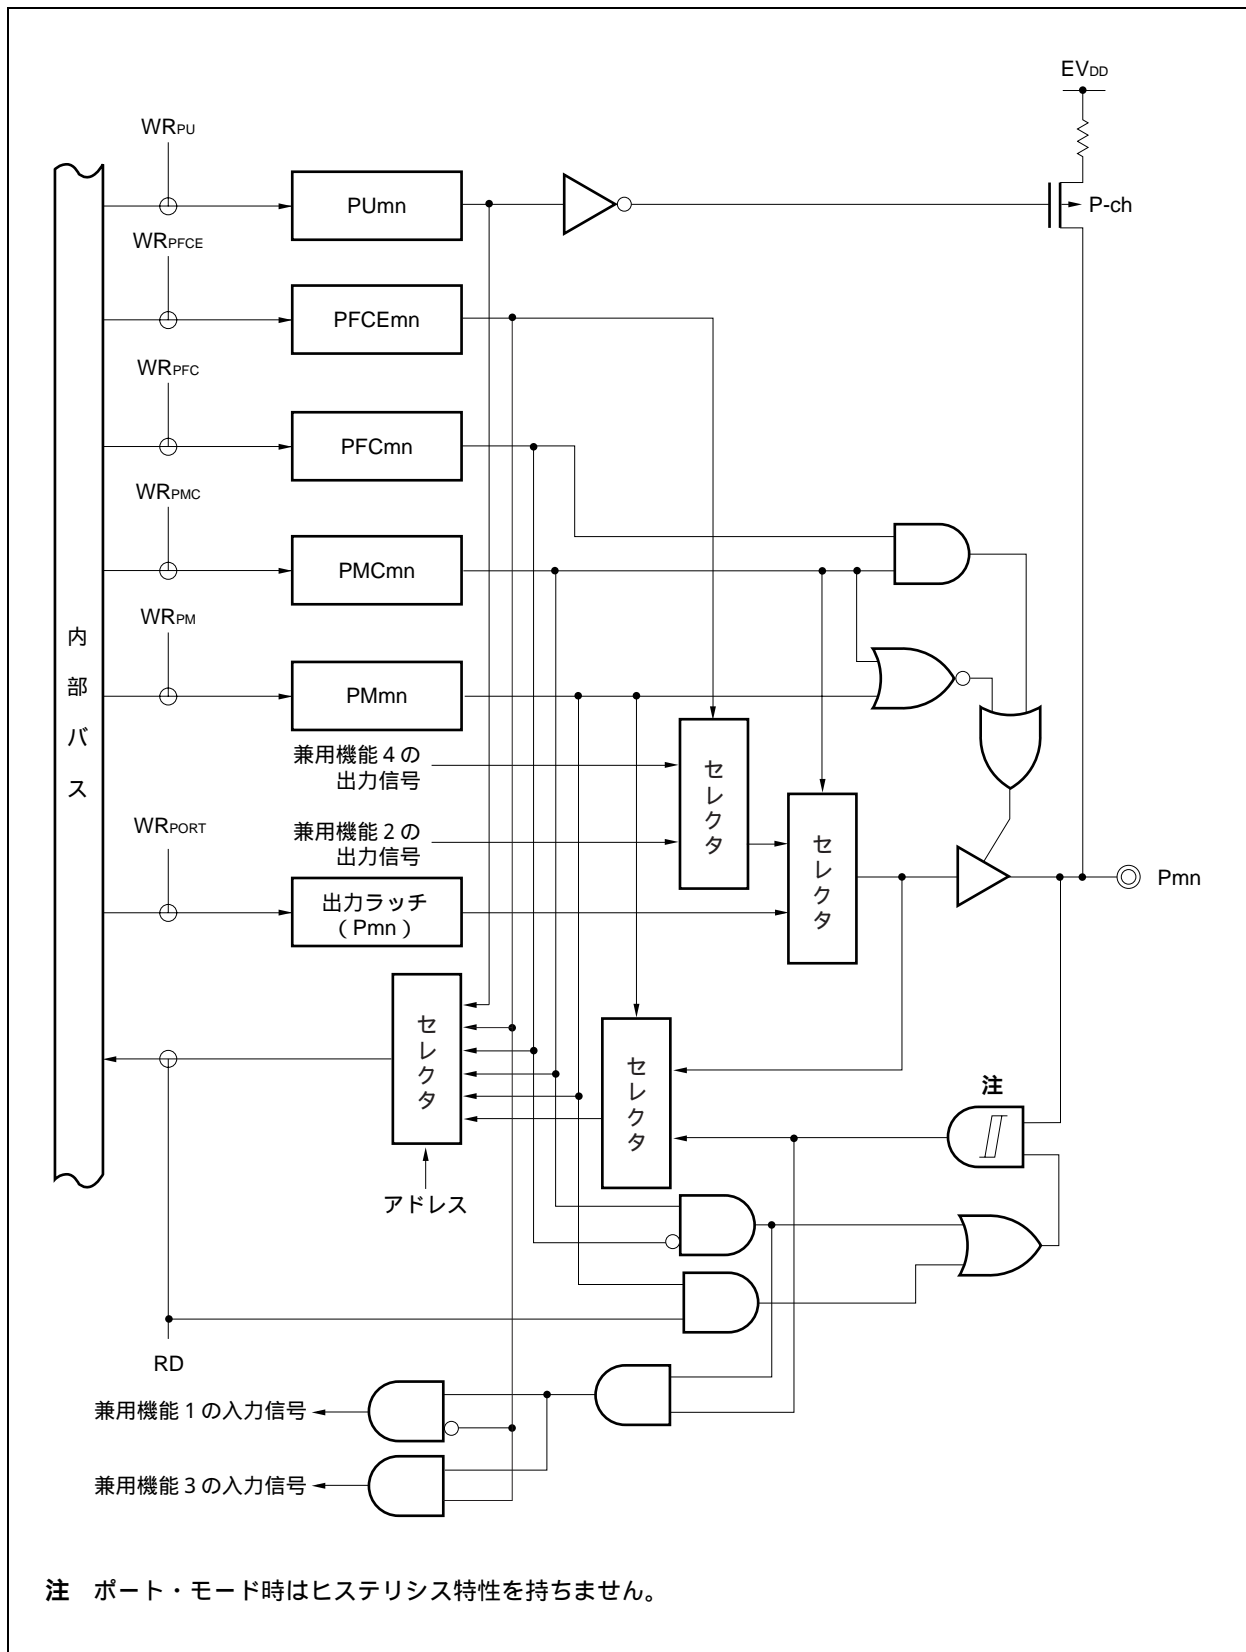 EVDD
WRPU
PUmn
P-ch
WRPFCE
PFCEmn
WRPFC
PFCmn
WRPMC
PMCmn
WRPM
PMmn
内部バス
兼用機能4の
出力信号
セレクタ
兼用機能2の
出力信号
セレクタ
WRPORT
出力ラッチ
(Pmn)
Pmn
セレクタ
セレクタ
注
アドレス
RD
兼用機能1の入力信号
兼用機能3の入力信号
注 ポート・モード時はヒステリシス特性を持ちません。